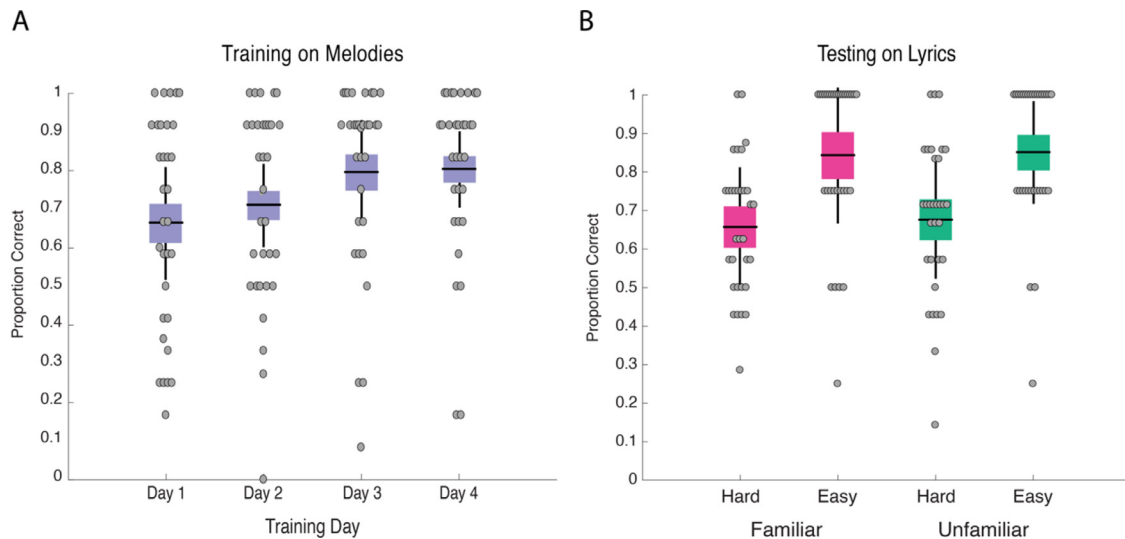 A
Training on Melodies
Proportion Correct
1
0.9
0.8
0.7
0.6
0.5
0.4
0.3
0.2
0.1
0
Day 1 Day 2 Day 3 Day 4
Training Day
B
Testing on Lyrics
Proportion Correct
1
0.9
0.8
0.7
0.6
0.5
0.4
0.3
0.2
0.1
0
Hard Easy Hard Easy
Familiar Unfamiliar